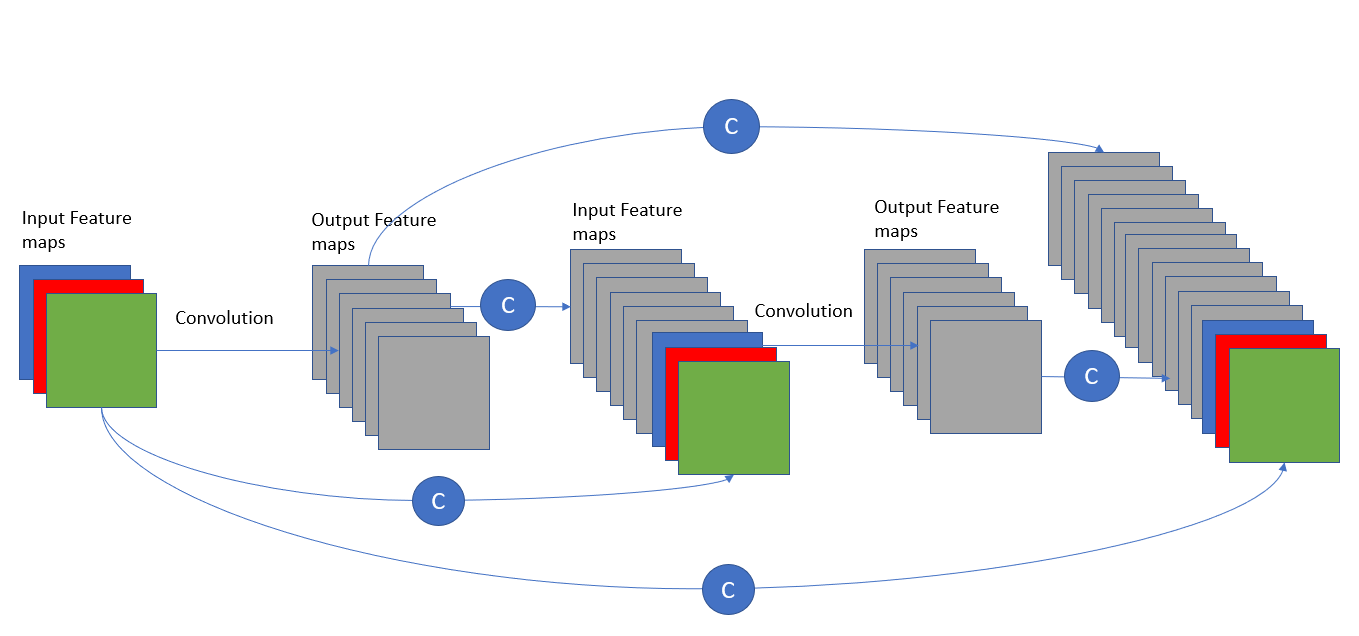 C
Input Feature
maps
Output Feature
maps
Input Feature
maps
Output Feature
maps
Convolution
C
Convolution
C
C
C